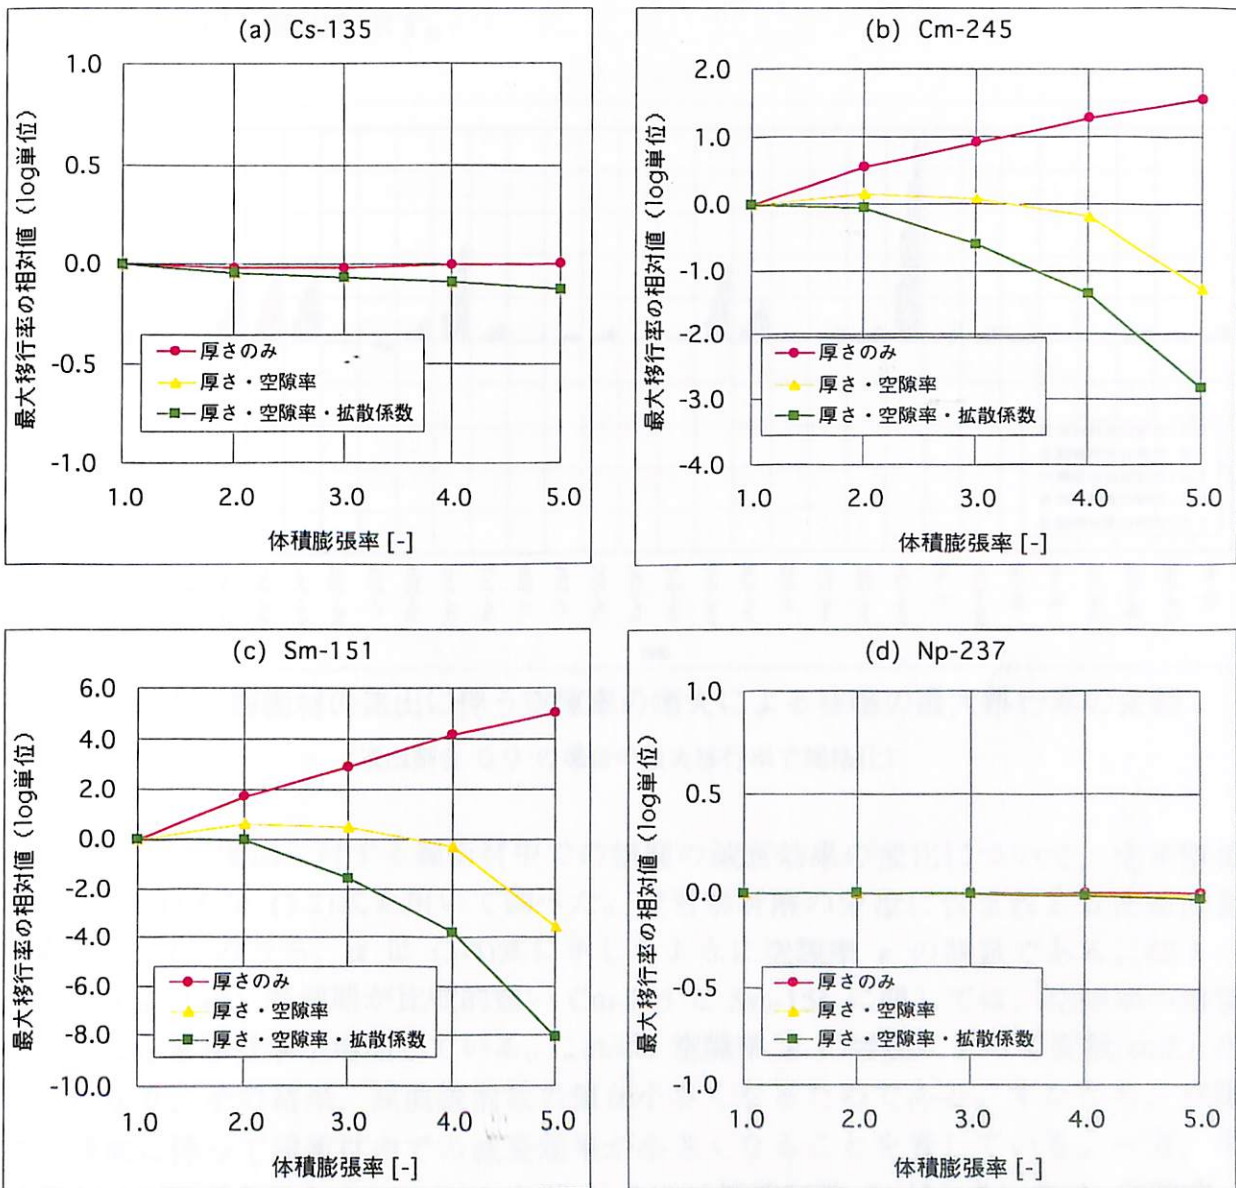 (a) Cs-135
最大移行率の相対値（log単位）
1.0
0.5
0.0
-0.5
-1.0
厚さのみ
厚さ・空隙率
厚さ・空隙率・拡散係数
1.0 2.0 3.0 4.0 5.0
体積膨張率 [-]
(b) Cm-245
最大移行率の相対値（log単位）
2.0
1.0
0.0
-1.0
-2.0
-3.0
-4.0
厚さのみ
厚さ・空隙率
厚さ・空隙率・拡散係数
1.0 2.0 3.0 4.0 5.0
体積膨張率 [-]
(c) Sm-151
最大移行率の相対値（log単位）
6.0
4.0
2.0
0.0
-2.0
-4.0
-6.0
-8.0
-10.0
厚さのみ
厚さ・空隙率
厚さ・空隙率・拡散係数
1.0 2.0 3.0 4.0 5.0
体積膨張率 [-]
(d) Np-237
最大移行率の相対値（log単位）
1.0
0.5
0.0
-0.5
-1.0
厚さのみ
厚さ・空隙率
厚さ・空隙率・拡散係数
1.0 2.0 3.0 4.0 5.0
体積膨張率 [-]